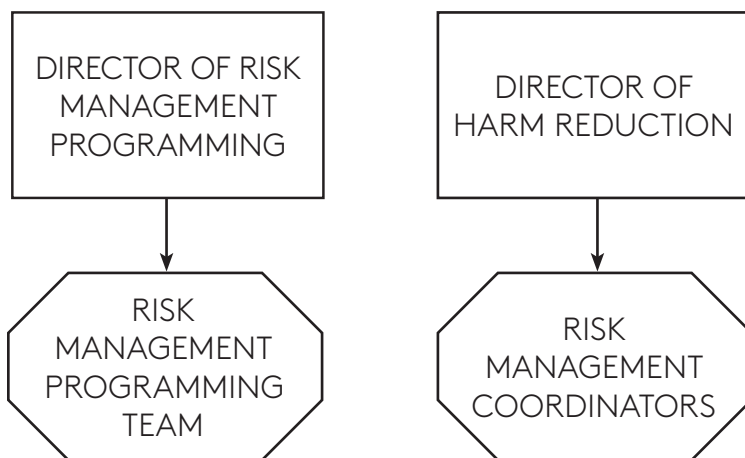 DIRECTOR OF RISK
MANAGEMENT
PROGRAMMING
DIRECTOR OF
HARM REDUCTION
RISK
MANAGEMENT
PROGRAMMING
TEAM
RISK
MANAGEMENT
COORDINATORS